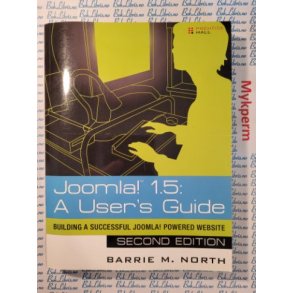 PRENTICE
HALL
Joomla!® 1.5:
A User's Guide
BUILDING A SUCCESSFUL JOOMLA! POWERED WEBSITE
SECOND EDITION
BARRIE M. NORTH
Mykperm